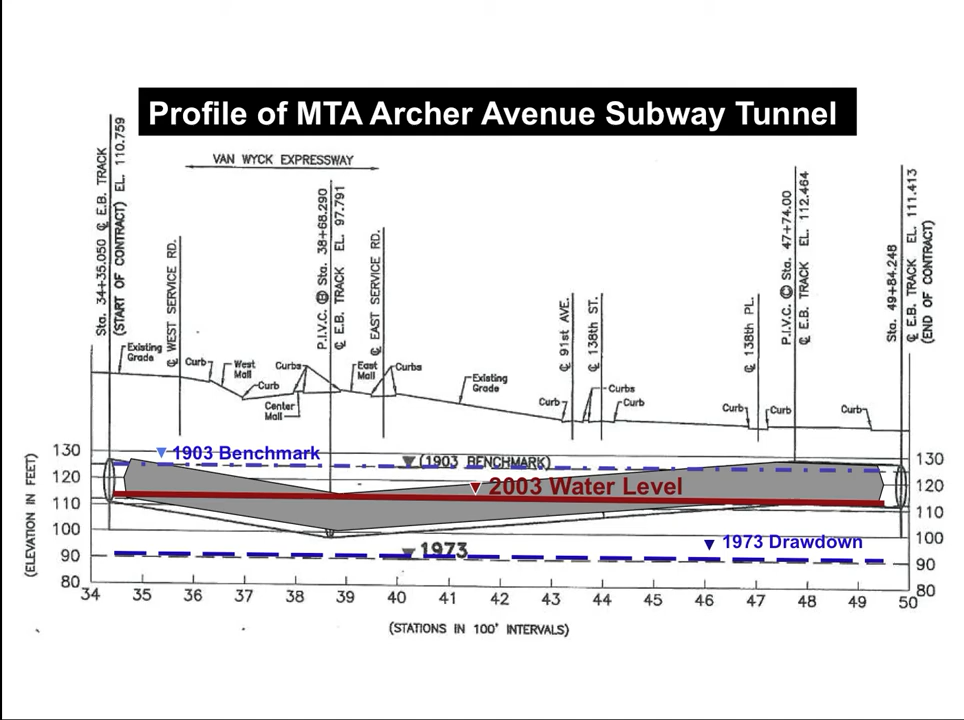 Profile of MTA Archer Avenue Subway Tunnel
VAN WYCK EXPRESSWAY
Sta. 34+35.050 ℄ E.B. TRACK
(START OF CONTRACT) EL. 110.759
℄ WEST SERVICE RD.
P.I.V.C. Ⓑ Sta. 38+68.290
℄ E.B. TRACK EL. 97.791
℄ EAST SERVICE RD.
℄ 91st AVE.
℄ 138th ST.
℄ 138th PL.
P.I.V.C. Ⓒ Sta. 47+74.00
℄ E.B. TRACK EL. 112.464
Sta. 49+84.248
℄ E.B. TRACK EL. 111.413
(END OF CONTRACT)
Existing
Grade
Curb
West
Mall
Curb
Curbs
Center
Mall
East
Mall
Curbs
Existing
Grade
Curb
Curbs
Curb
Curb
Curb
Curb
(ELEVATION IN FEET)
130
120
110
100
90
80
1903 Benchmark
(1903 BENCHMARK)
2003 Water Level
1973
1973 Drawdown
130
120
110
100
90
80
34 35 36 37 38 39 40 41 42 43 44 45 46 47 48 49 50
(STATIONS IN 100' INTERVALS)